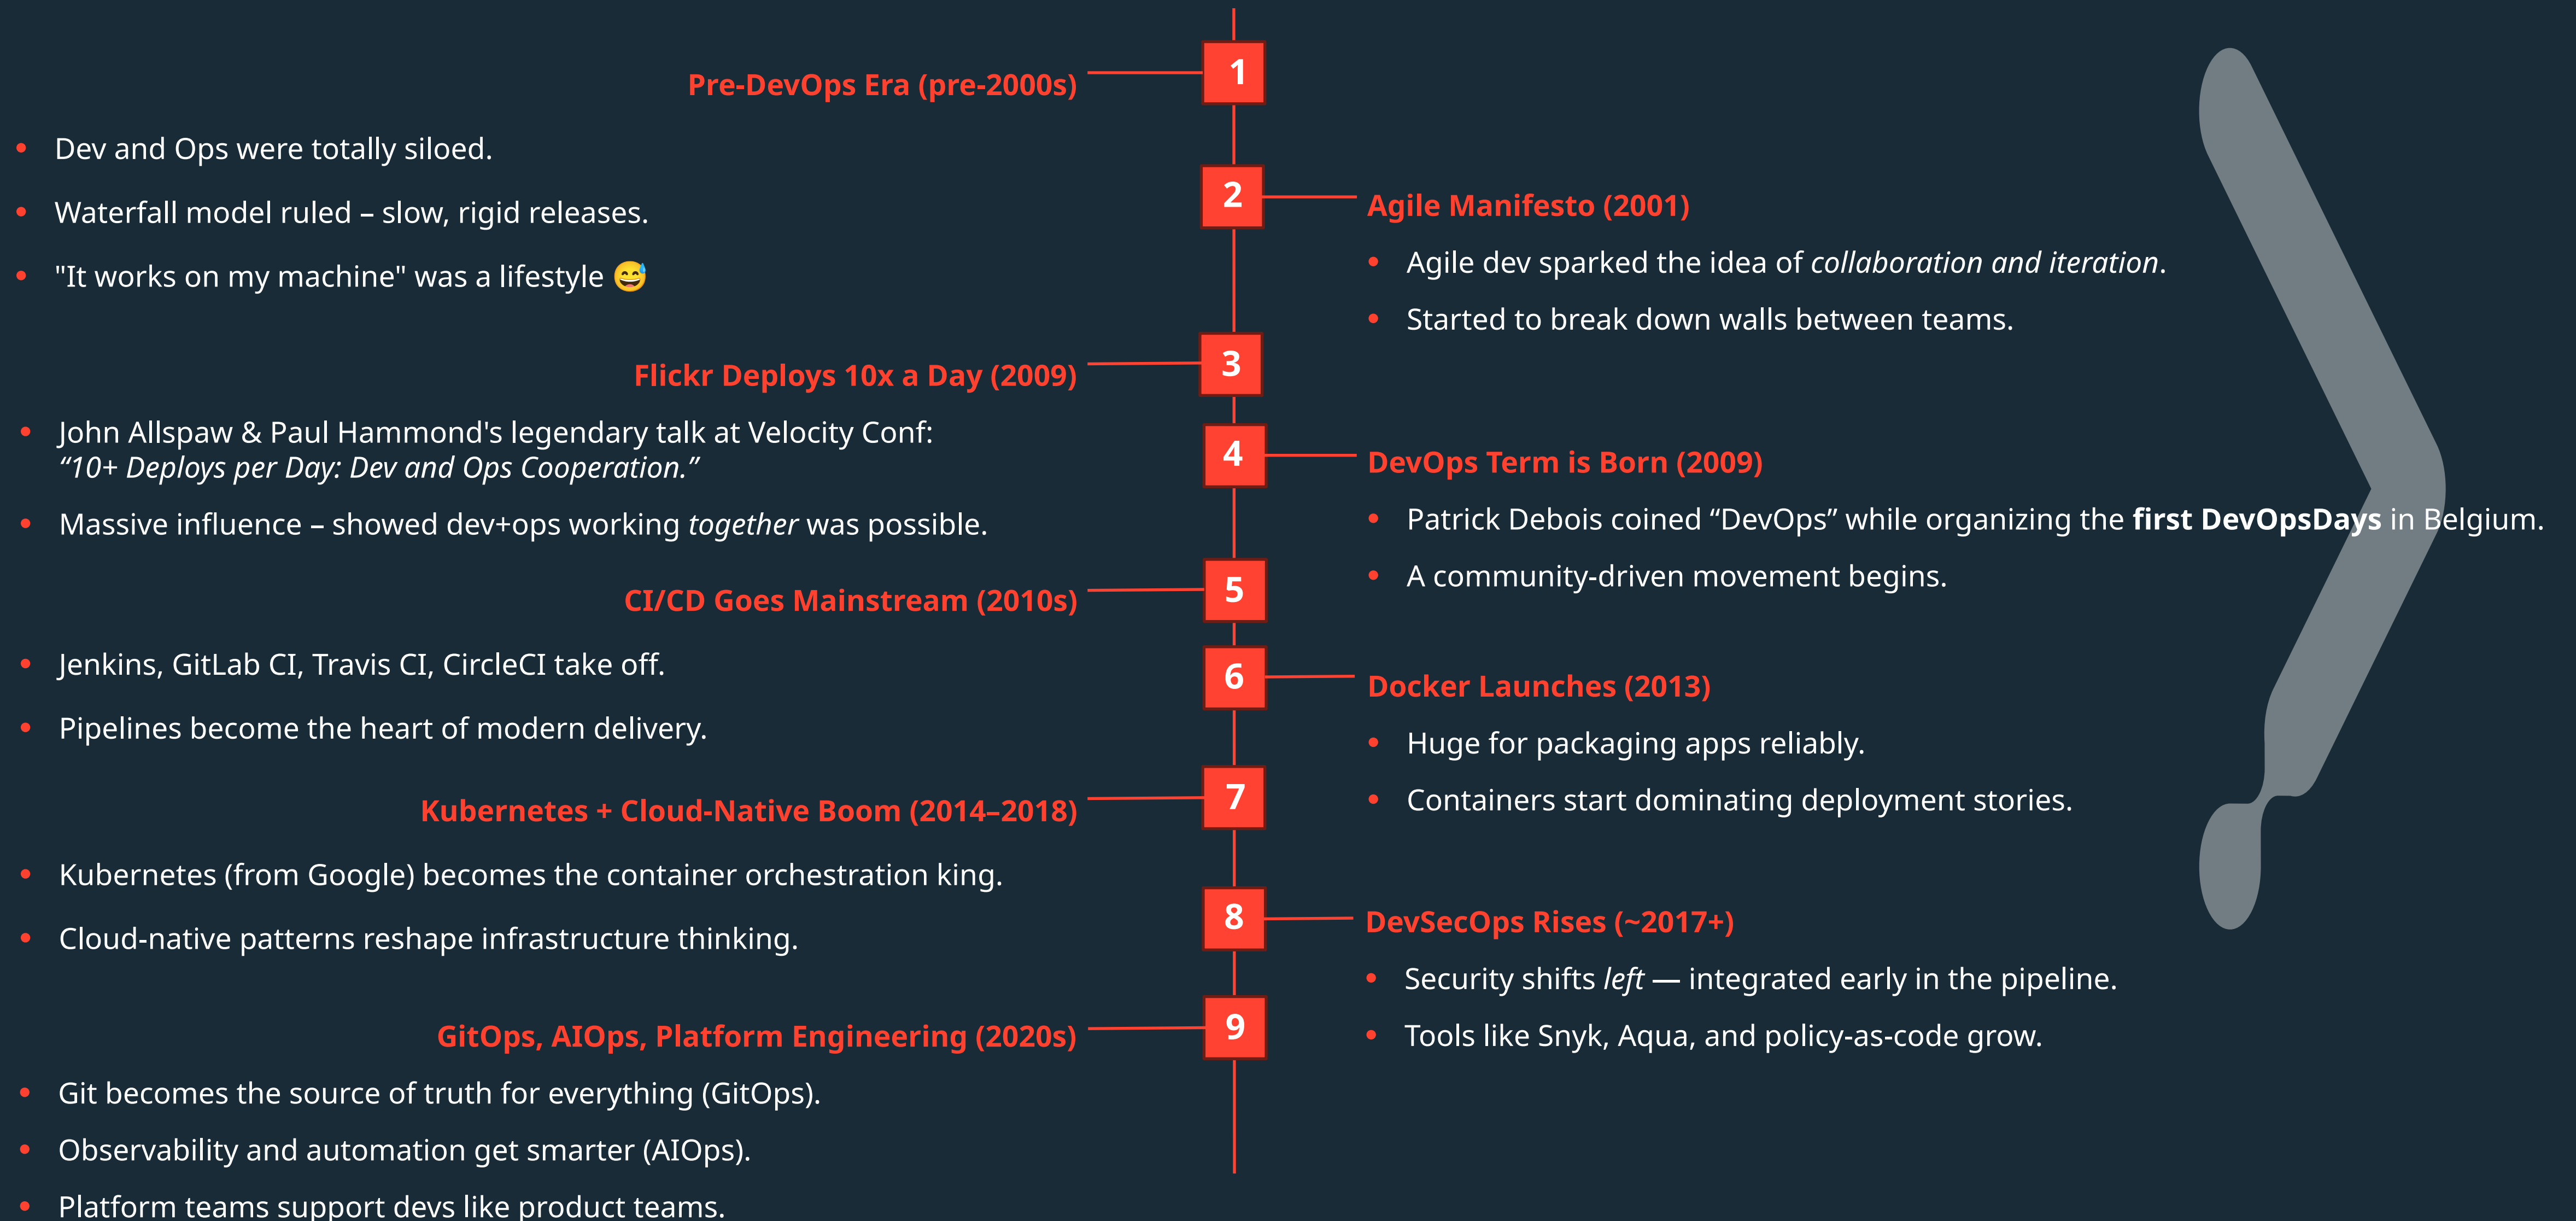 1
Pre-DevOps Era (pre-2000s)
• Dev and Ops were totally siloed.
• Waterfall model ruled – slow, rigid releases.
• "It works on my machine" was a lifestyle 😅
2
Agile Manifesto (2001)
• Agile dev sparked the idea of collaboration and iteration.
• Started to break down walls between teams.
3
Flickr Deploys 10x a Day (2009)
• John Allspaw & Paul Hammond's legendary talk at Velocity Conf:
“10+ Deploys per Day: Dev and Ops Cooperation.”
• Massive influence – showed dev+ops working together was possible.
4
DevOps Term is Born (2009)
• Patrick Debois coined “DevOps” while organizing the first DevOpsDays in Belgium.
• A community-driven movement begins.
5
CI/CD Goes Mainstream (2010s)
• Jenkins, GitLab CI, Travis CI, CircleCI take off.
• Pipelines become the heart of modern delivery.
6
Docker Launches (2013)
• Huge for packaging apps reliably.
• Containers start dominating deployment stories.
7
Kubernetes + Cloud-Native Boom (2014–2018)
• Kubernetes (from Google) becomes the container orchestration king.
• Cloud-native patterns reshape infrastructure thinking.
8
DevSecOps Rises (~2017+)
• Security shifts left — integrated early in the pipeline.
• Tools like Snyk, Aqua, and policy-as-code grow.
9
GitOps, AIOps, Platform Engineering (2020s)
• Git becomes the source of truth for everything (GitOps).
• Observability and automation get smarter (AIOps).
• Platform teams support devs like product teams.